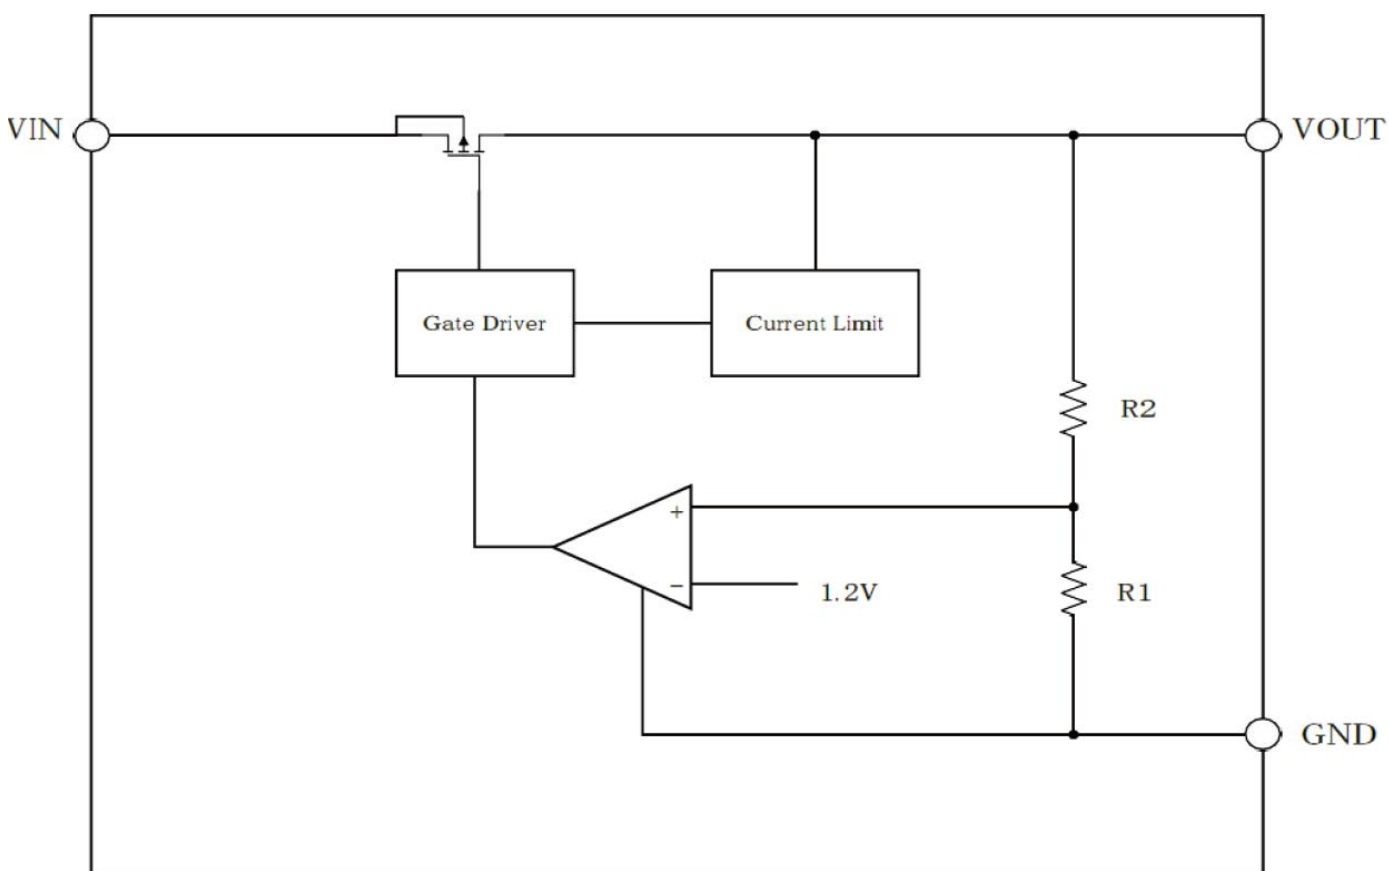 VIN
VOUT
Gate Driver
Current Limit
R2
+
−
1.2V
R1
GND